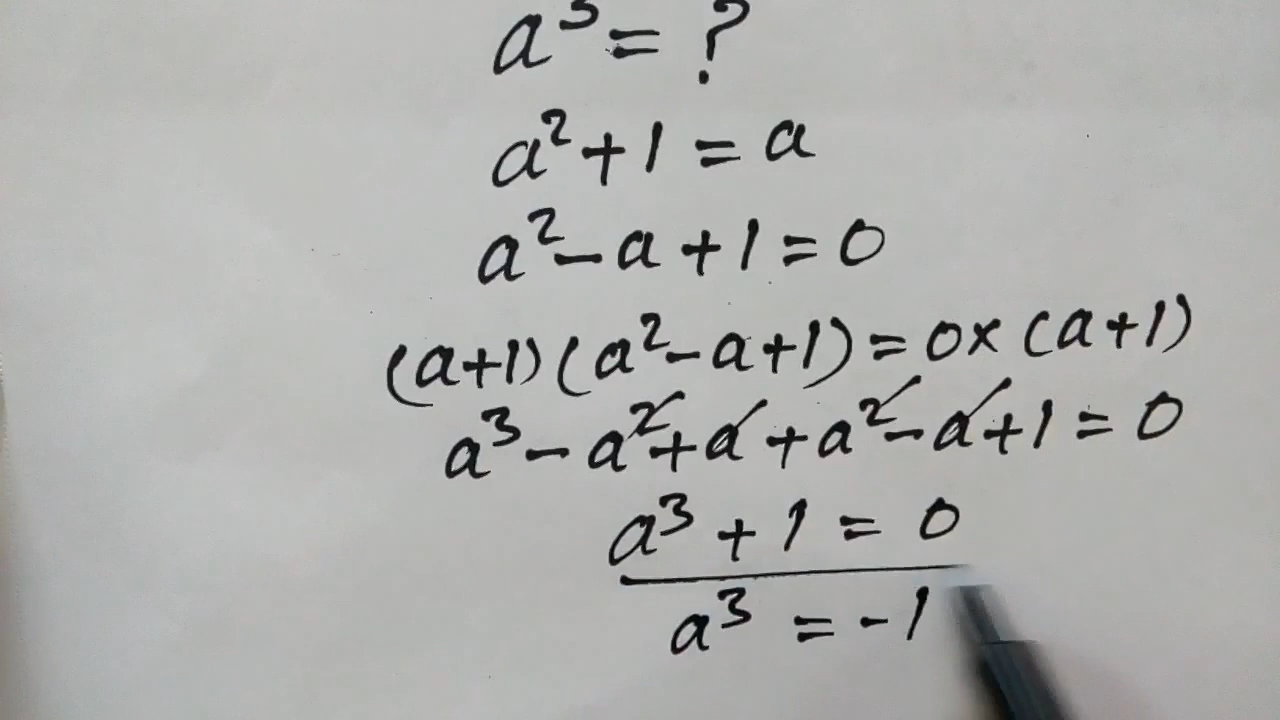 a³ = ?
a² + 1 = a
a² - a + 1 = 0
(a+1)(a² - a + 1) = 0 × (a+1)
a³ - a² + a + a² - a + 1 = 0
a³ + 1 = 0
a³ = -1